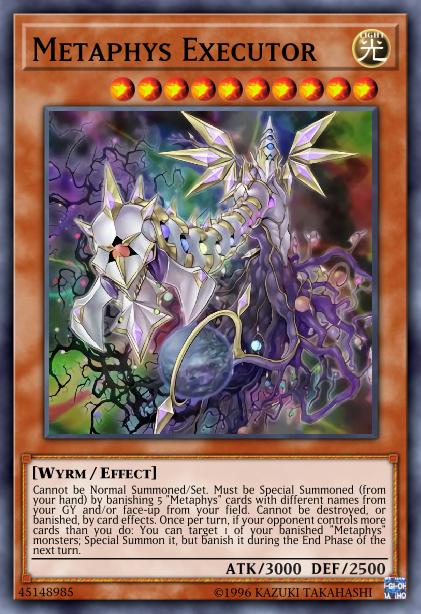 METAPHYS EXECUTOR
LIGHT
光
[WYRM / EFFECT]
Cannot be Normal Summoned/Set. Must be Special Summoned (from
your hand) by banishing 5 "Metaphys" cards with different names from
your GY and/or face-up from your field. Cannot be destroyed, or
banished, by card effects. Once per turn, if your opponent controls more
cards than you do: You can target 1 of your banished "Metaphys"
monsters; Special Summon it, but banish it during the End Phase of the
next turn.
ATK/3000 DEF/2500
45148985
©1996 KAZUKI TAKAHASHI